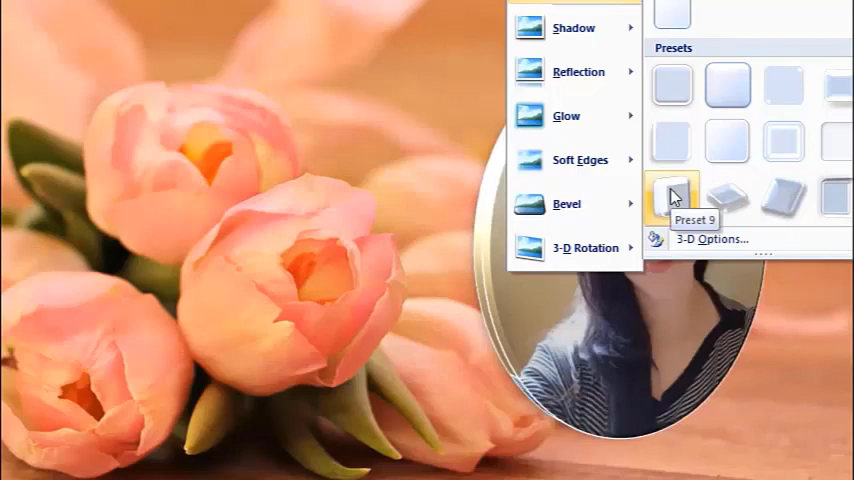 Shadow
Reflection
Glow
Soft Edges
Bevel
3-D Rotation
Presets
Preset 9
3-D Options...